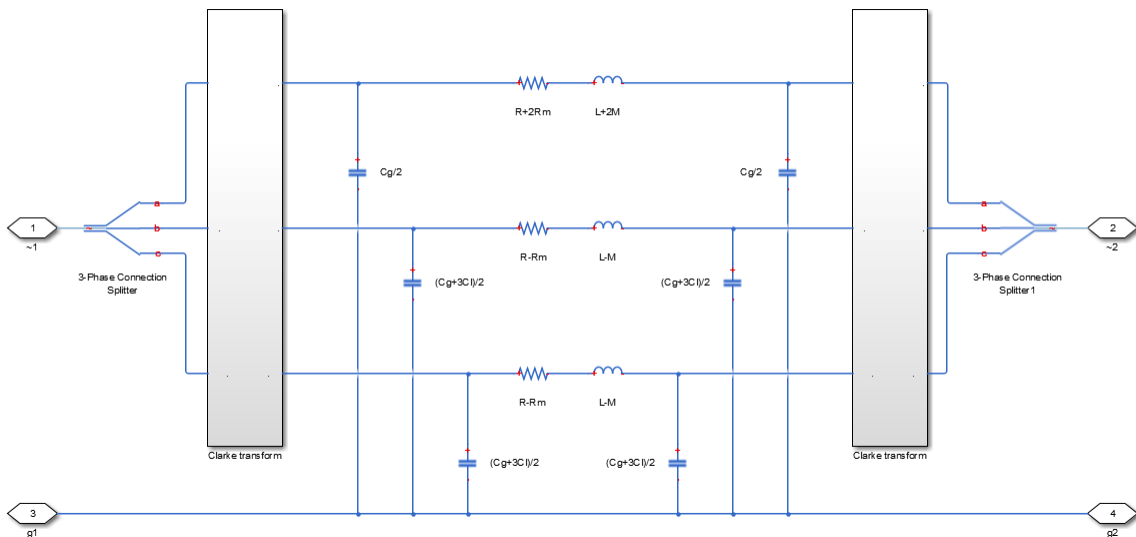 R+2Rm
L+2M
+
+
Cg/2
Cg/2
a
a
1
~
b
R-Rm
L-M
b
~
2
~1
c
c
~2
3-Phase Connection
Splitter
+
+
(Cg+3Cl)/2
(Cg+3Cl)/2
3-Phase Connection
Splitter1
R-Rm
L-M
+
+
Clarke transform
(Cg+3Cl)/2
(Cg+3Cl)/2
Clarke transform
3
g1
4
g2